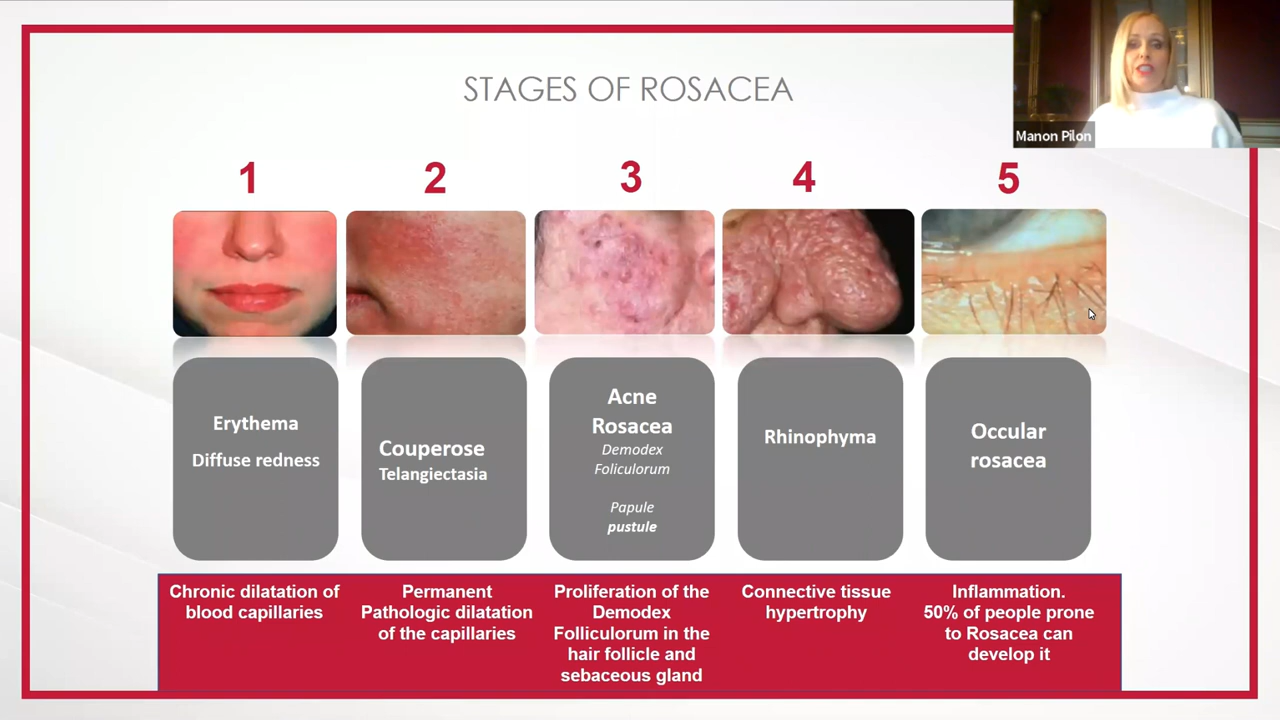 STAGES OF ROSACEA
Manon Pilon
1
2
3
4
5
Erythema
Diffuse redness
Couperose
Telangiectasia
Acne
Rosacea
Demodex
Foliculorum
Papule
pustule
Rhinophyma
Occular
rosacea
Chronic dilatation of
blood capillaries
Permanent
Pathologic dilatation
of the capillaries
Proliferation of the
Demodex
Folliculorum in the
hair follicle and
sebaceous gland
Connective tissue
hypertrophy
Inflammation.
50% of people prone
to Rosacea can
develop it